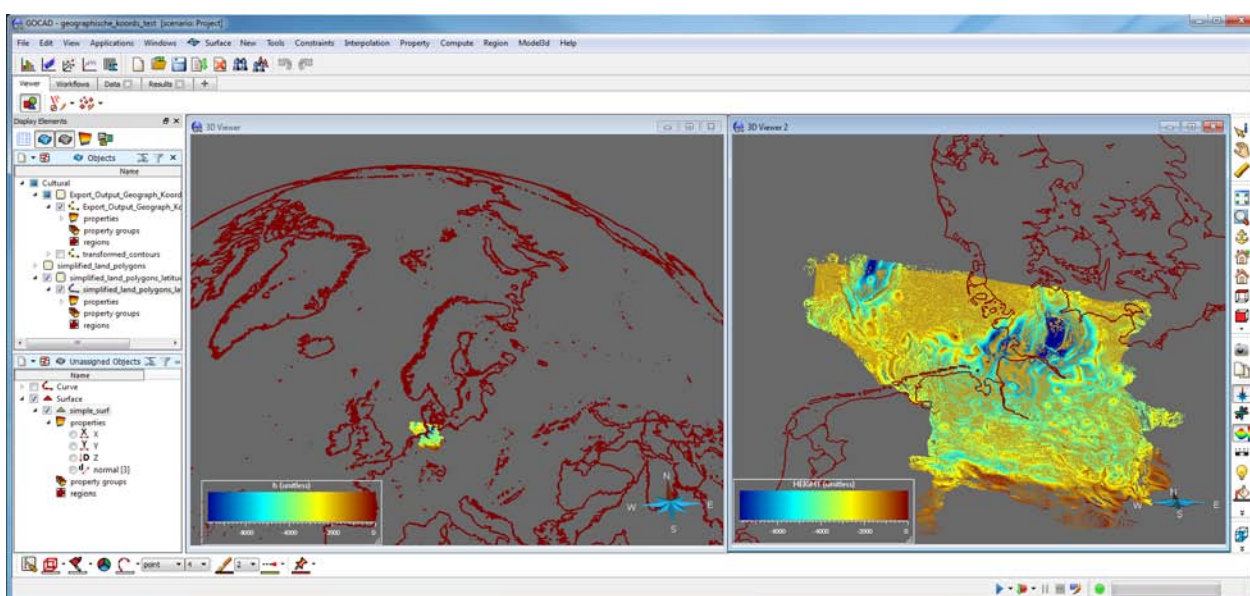 GOCAD - geographische_koords_test [scenario: Project]
File Edit View Applications Windows Surface New Tools Constraints Interpolation Property Compute Region Model3d Help
Viewer Workflows Data Results +
Display Elements
Objects
Name
Cultural
Export_Output_Geograph_Koord
Export_Output_Geograph_Ko
properties
property groups
regions
transformed_contours
simplified_land_polygons
simplified_land_polygons_latitu
simplified_land_polygons_la
properties
property groups
regions
Unassigned Objects
Name
Curve
Surface
simple_surf
properties
X
Y
Z
normal [3]
property groups
regions
3D Viewer
h (unitless)
-4000 0
N
W E
S
3D Viewer 2
HEIGHT (unitless)
-4000 0
N
W E
S
point 4 2